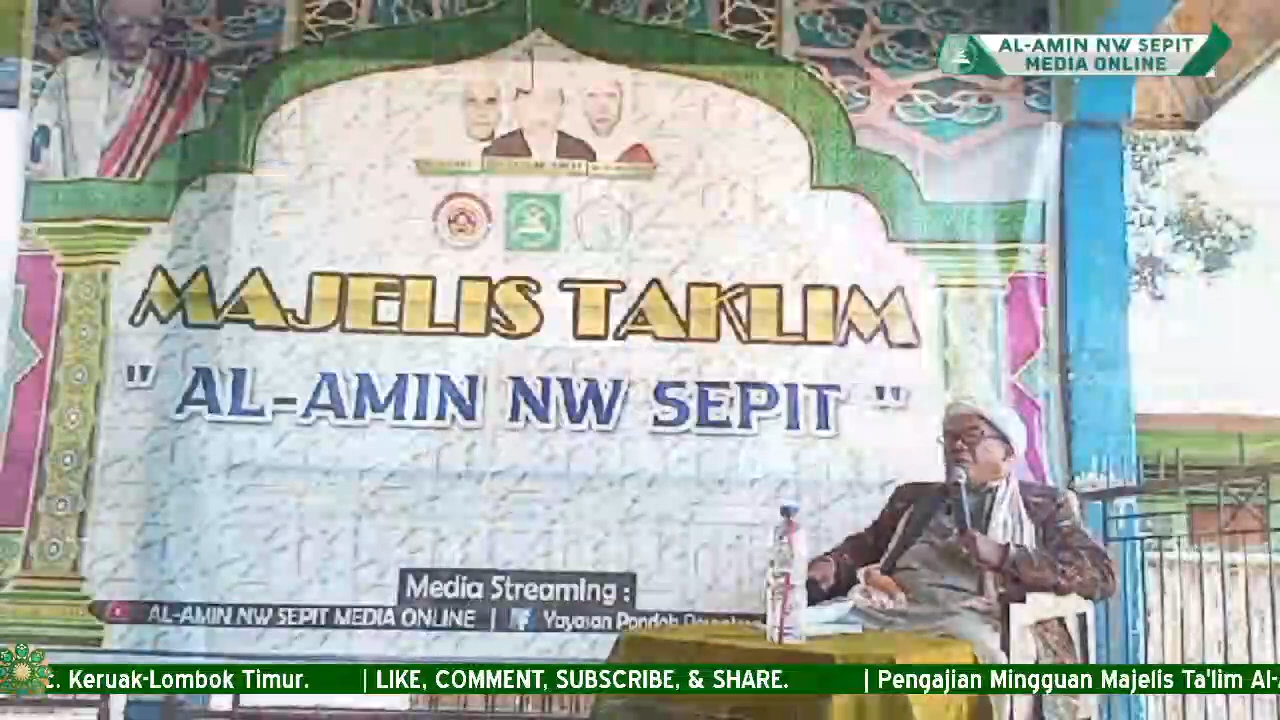 AL-AMIN NW SEPIT
MEDIA ONLINE
MAJELIS TAKLIM
" AL-AMIN NW SEPIT "
Media Streaming :
AL-AMIN NW SEPIT MEDIA ONLINE | Yayasan Pondok
c. Keruak-Lombok Timur. | LIKE, COMMENT, SUBSCRIBE, & SHARE. | Pengajian Mingguan Majelis Ta'lim Al-